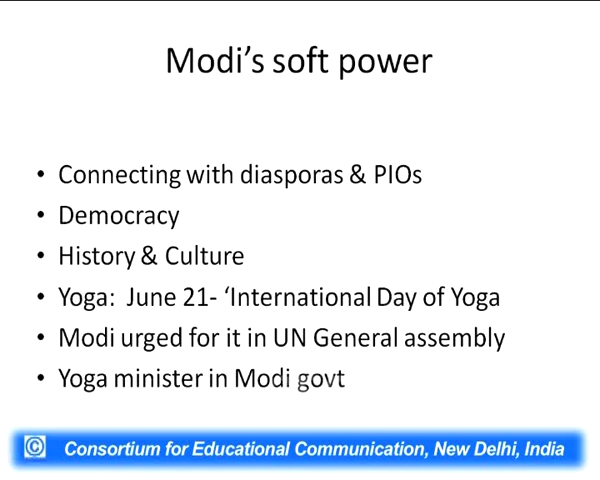 Modi’s soft power
• Connecting with diasporas & PIOs
• Democracy
• History & Culture
• Yoga:  June 21- ‘International Day of Yoga
• Modi urged for it in UN General assembly
• Yoga minister in Modi govt
© Consortium for Educational Communication, New Delhi, India